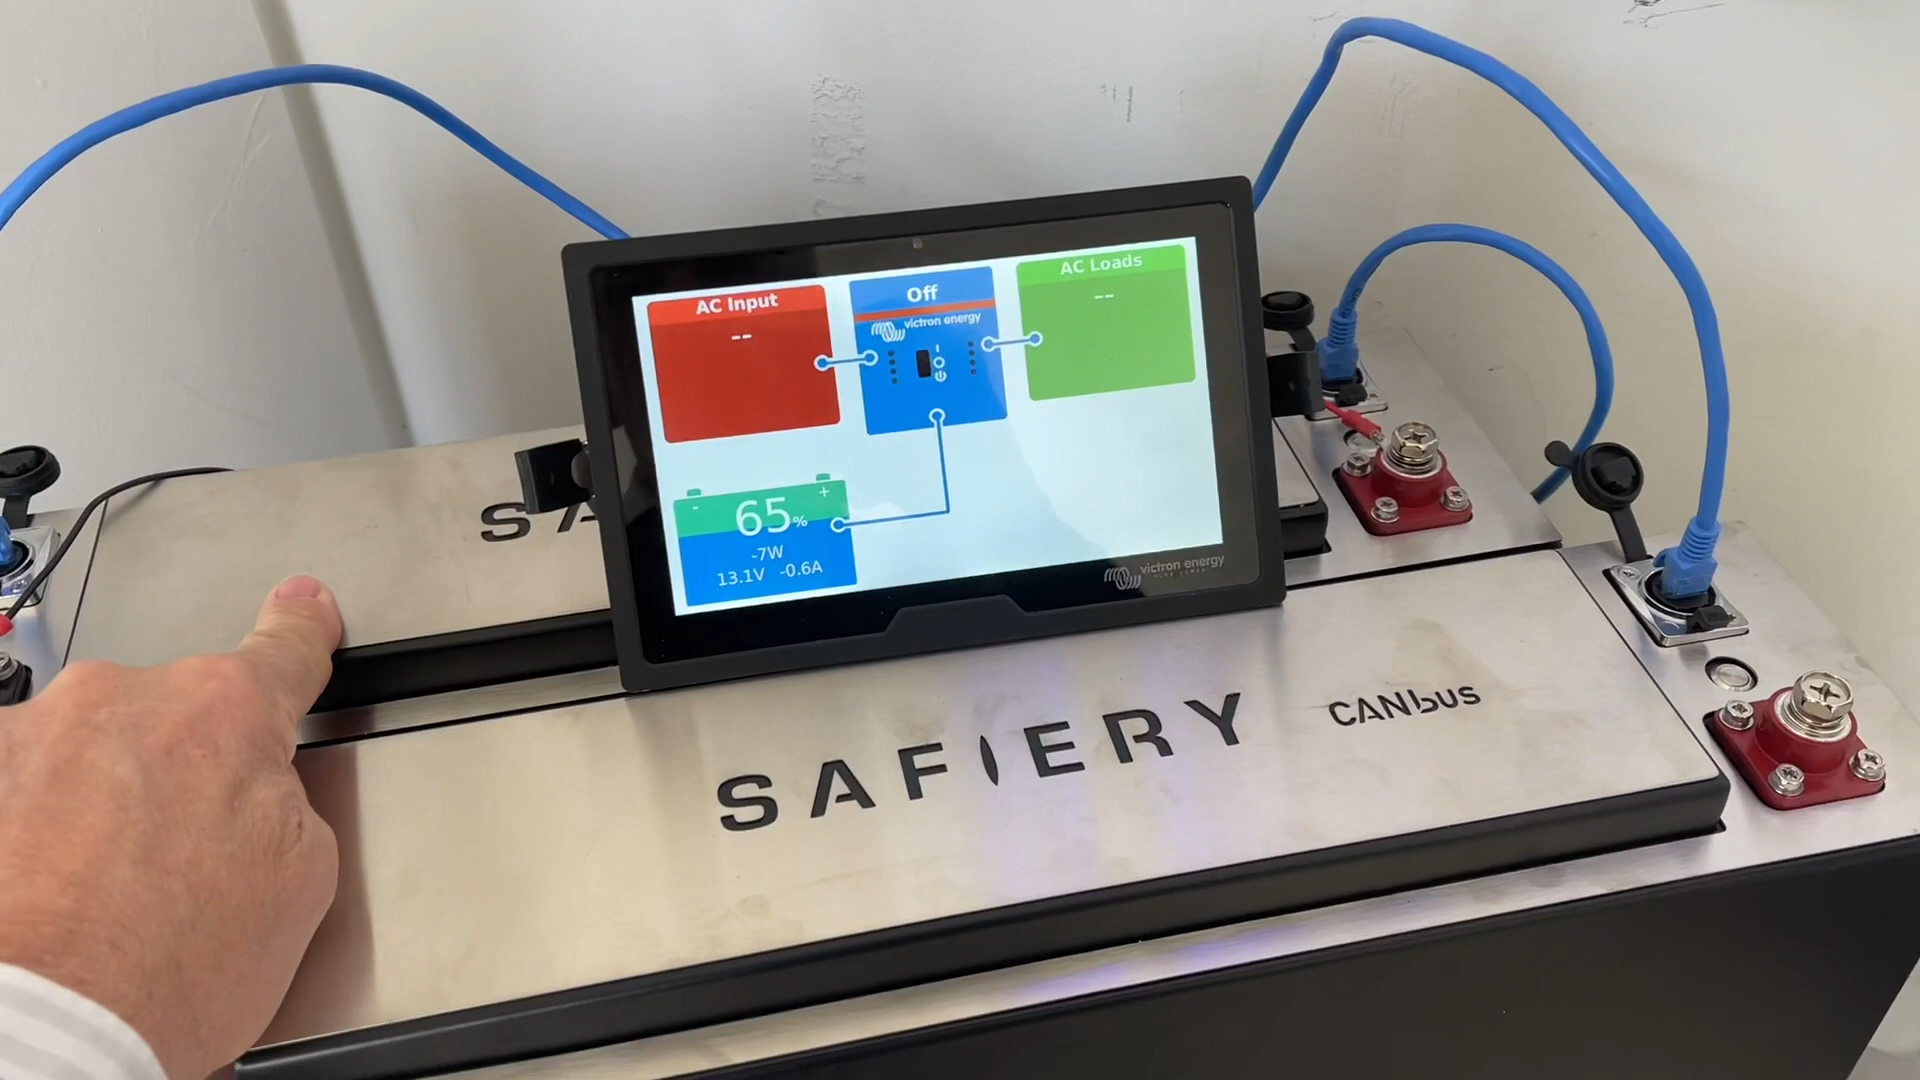 AC Input
--
Off
victron energy
AC Loads
--
- +
65%
-7W
13.1V -0.6A
victron energy
SA
SAFIERY CANbus